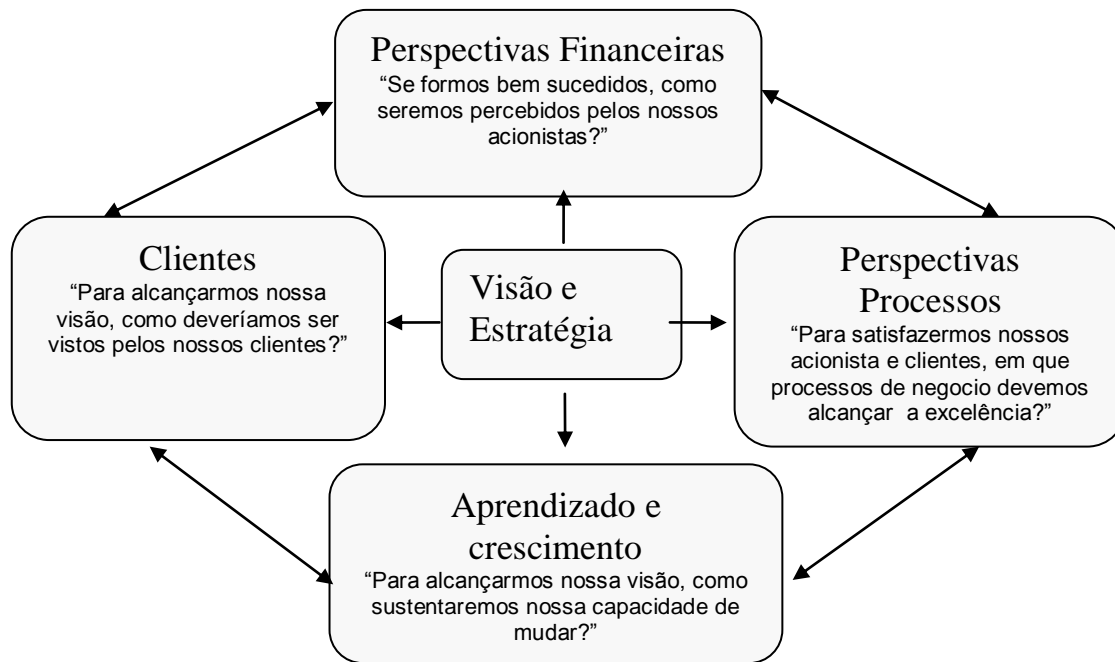 Perspectivas Financeiras
“Se formos bem sucedidos, como
seremos percebidos pelos nossos
acionistas?”
Clientes
“Para alcançarmos nossa
visão, como deveríamos ser
vistos pelos nossos clientes?”
Visão e
Estratégia
Perspectivas
Processos
“Para satisfazermos nossos
acionista e clientes, em que
processos de negocio devemos
alcançar a excelência?”
Aprendizado e
crescimento
“Para alcançarmos nossa visão, como
sustentaremos nossa capacidade de
mudar?”